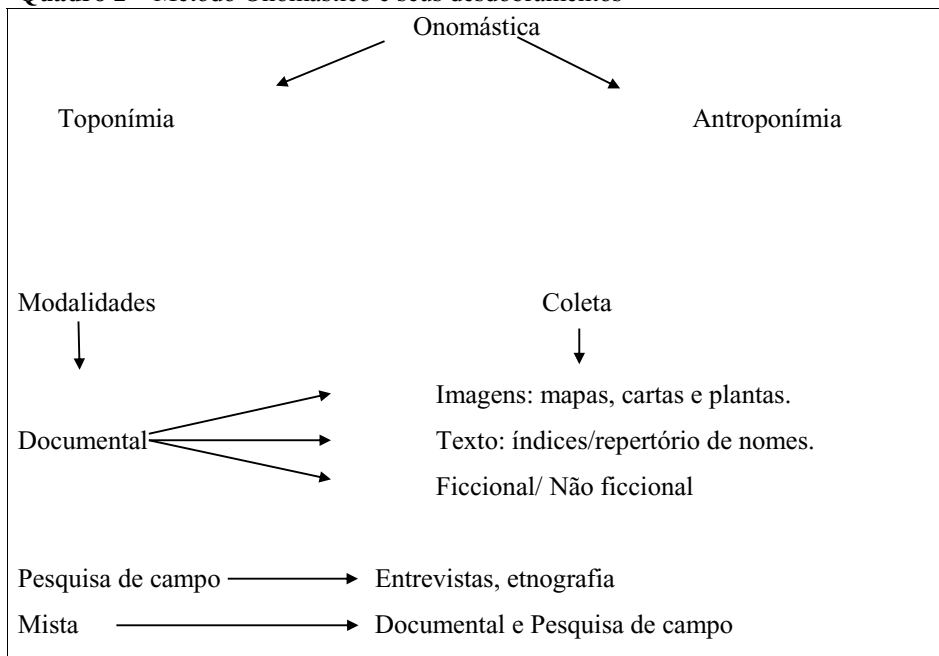 Quadro 2 – Método Onomástico e seus desdobramentos
Onomástica
Toponímia Antroponímia
Modalidades Coleta
Imagens: mapas, cartas e plantas.
Documental Texto: índices/repertório de nomes.
Ficcional/ Não ficcional
Pesquisa de campo Entrevistas, etnografia
Mista Documental e Pesquisa de campo